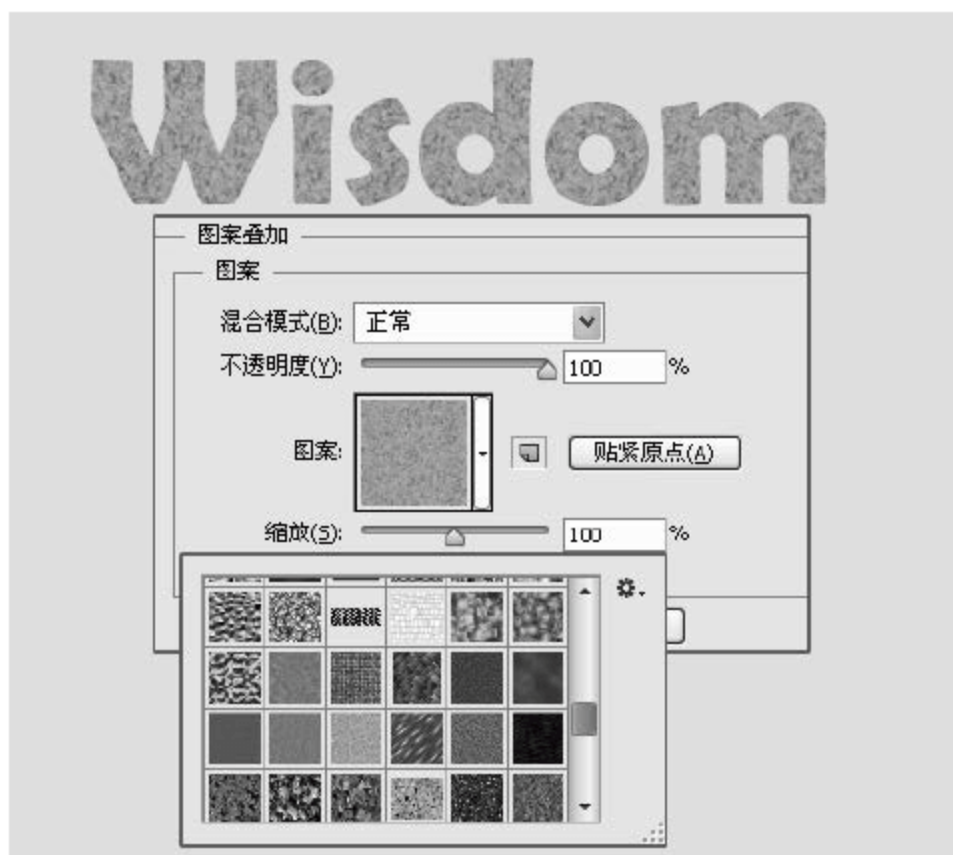 Wisdom
图案叠加
图案
混合模式(B): 正常
不透明度(Y): 100 %
图案: 贴紧原点(A)
缩放(S): 100 %